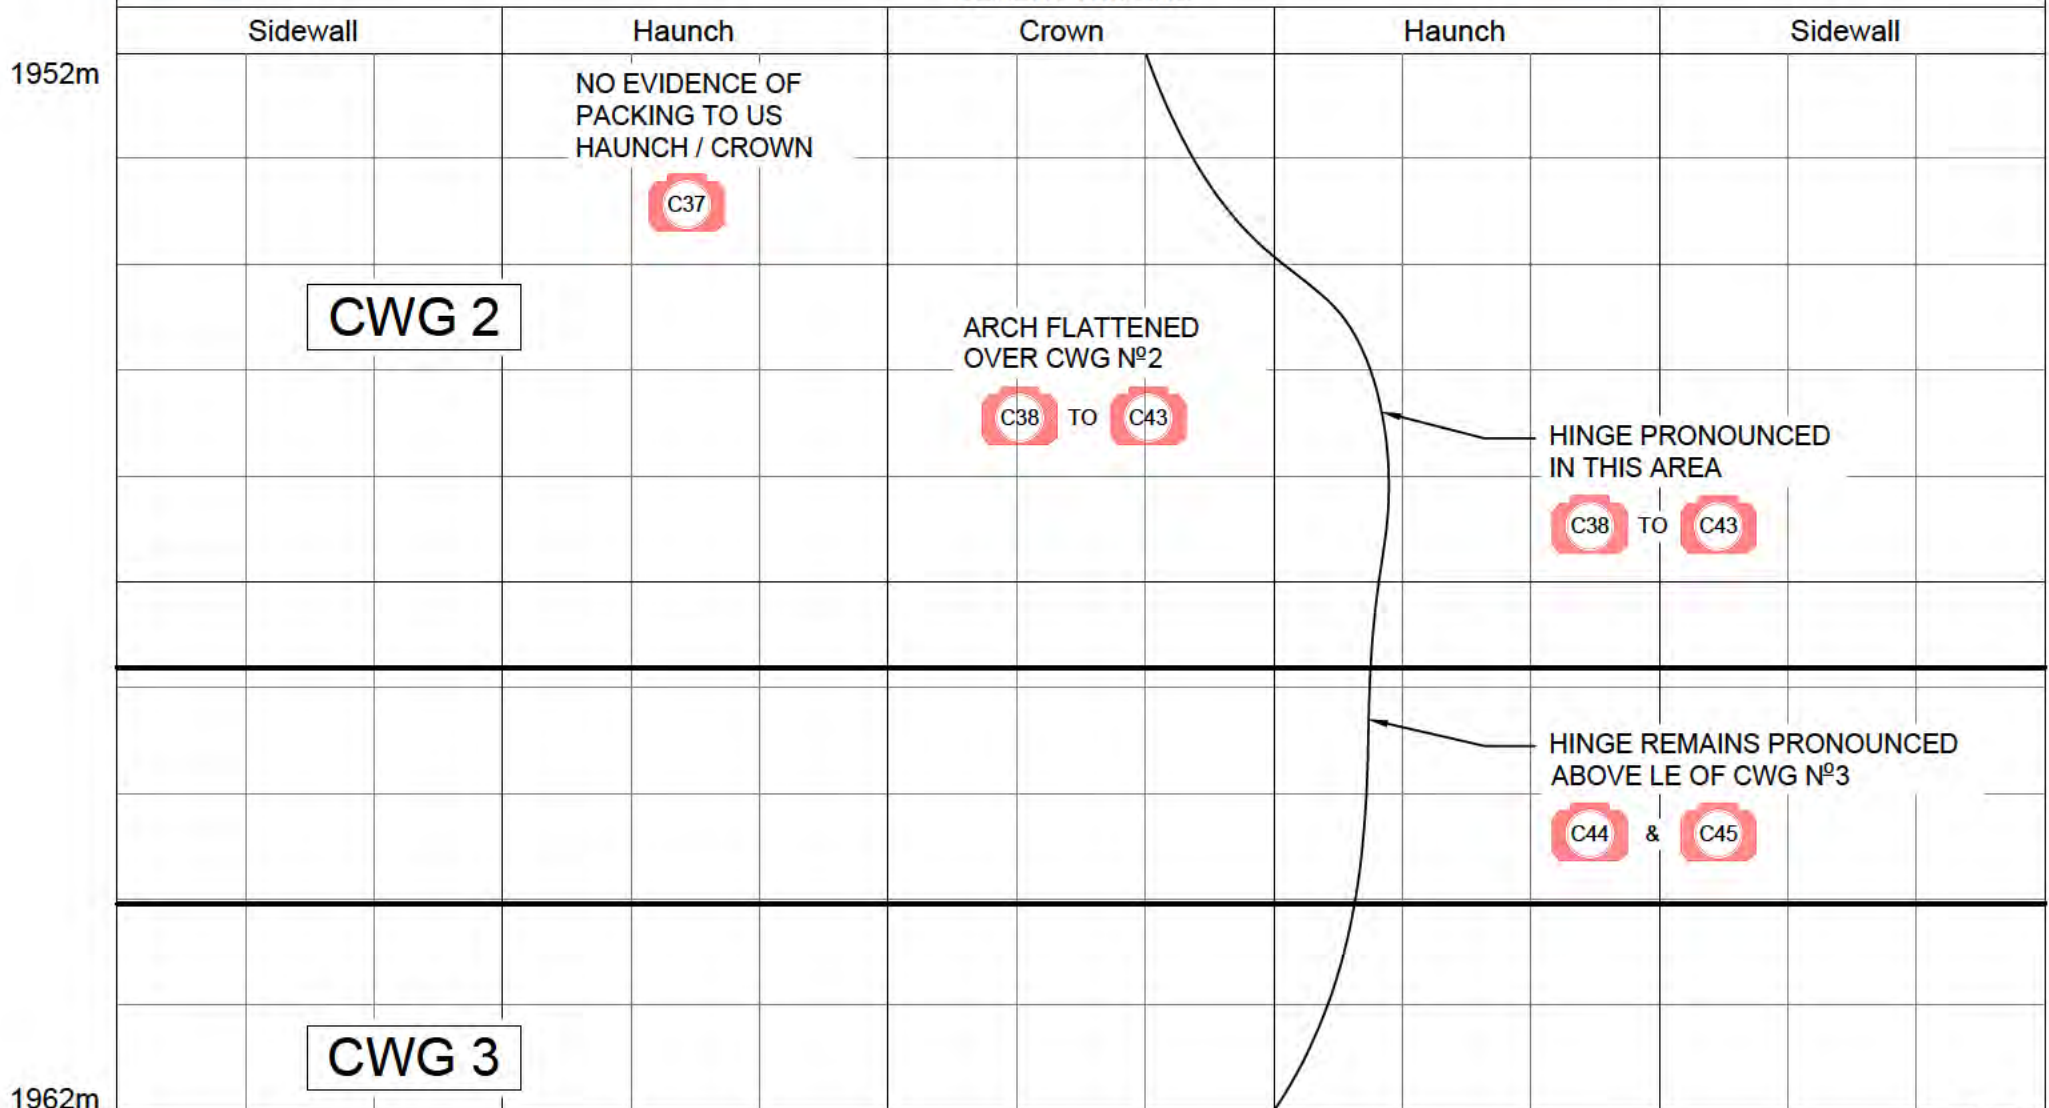 Sidewall Haunch Crown Haunch Sidewall
1952m
NO EVIDENCE OF
PACKING TO US
HAUNCH / CROWN
C37
CWG 2
ARCH FLATTENED
OVER CWG Nº2
C38 TO C43
HINGE PRONOUNCED
IN THIS AREA
C38 TO C43
HINGE REMAINS PRONOUNCED
ABOVE LE OF CWG Nº3
C44 & C45
CWG 3
1962m